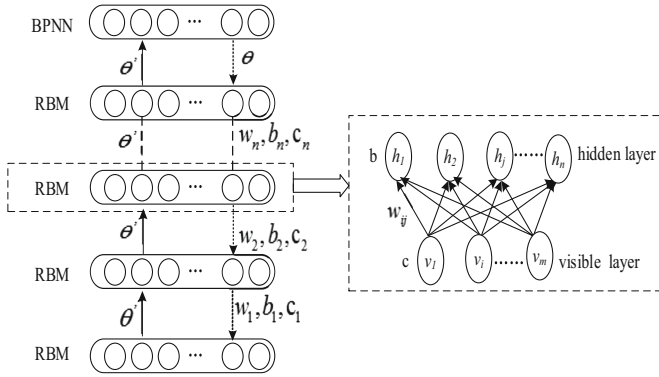 BPNN
···
θ'
θ
RBM
···
θ'
w_n, b_n, c_n
RBM
···
θ'
w_2, b_2, c_2
RBM
···
θ'
w_1, b_1, c_1
RBM
···
b h_1 h_2 h_j ······ h_n hidden layer
w_ij
c v_1 v_i ······ v_m visible layer